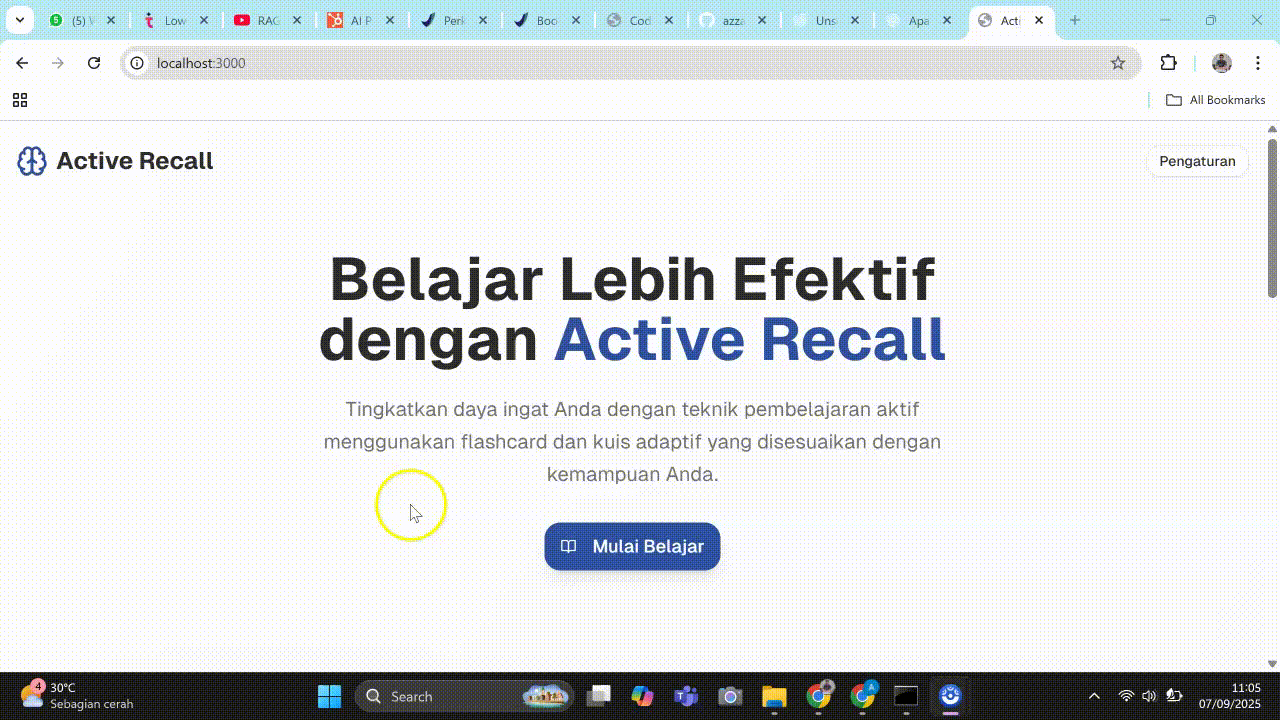 (5) V
Low
RAG
AI P
Perk
Boo
Cod
azza
Uns
Apa
Acti
localhost:3000
All Bookmarks
Active Recall
Pengaturan
Belajar Lebih Efektif
dengan Active Recall
Tingkatkan daya ingat Anda dengan teknik pembelajaran aktif
menggunakan flashcard dan kuis adaptif yang disesuaikan dengan
kemampuan Anda.
Mulai Belajar
4
30°C
Sebagian cerah
Search
11:05
07/09/2025